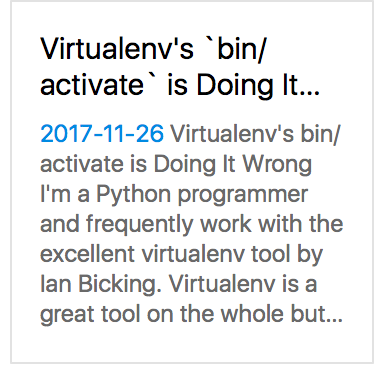 Virtualenv's `bin/
activate` is Doing It...
2017-11-26 Virtualenv's bin/
activate is Doing It Wrong
I'm a Python programmer
and frequently work with the
excellent virtualenv tool by
Ian Bicking. Virtualenv is a
great tool on the whole but...